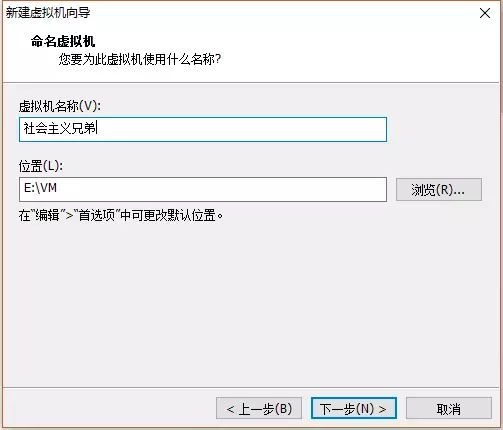 新建虚拟机向导
命名虚拟机
您要为此虚拟机使用什么名称?
虚拟机名称(V):
社会主义兄弟
位置(L):
E:\VM
浏览(R)...
在“编辑”>“首选项”中可更改默认位置。
< 上一步(B)
下一步(N) >
取消